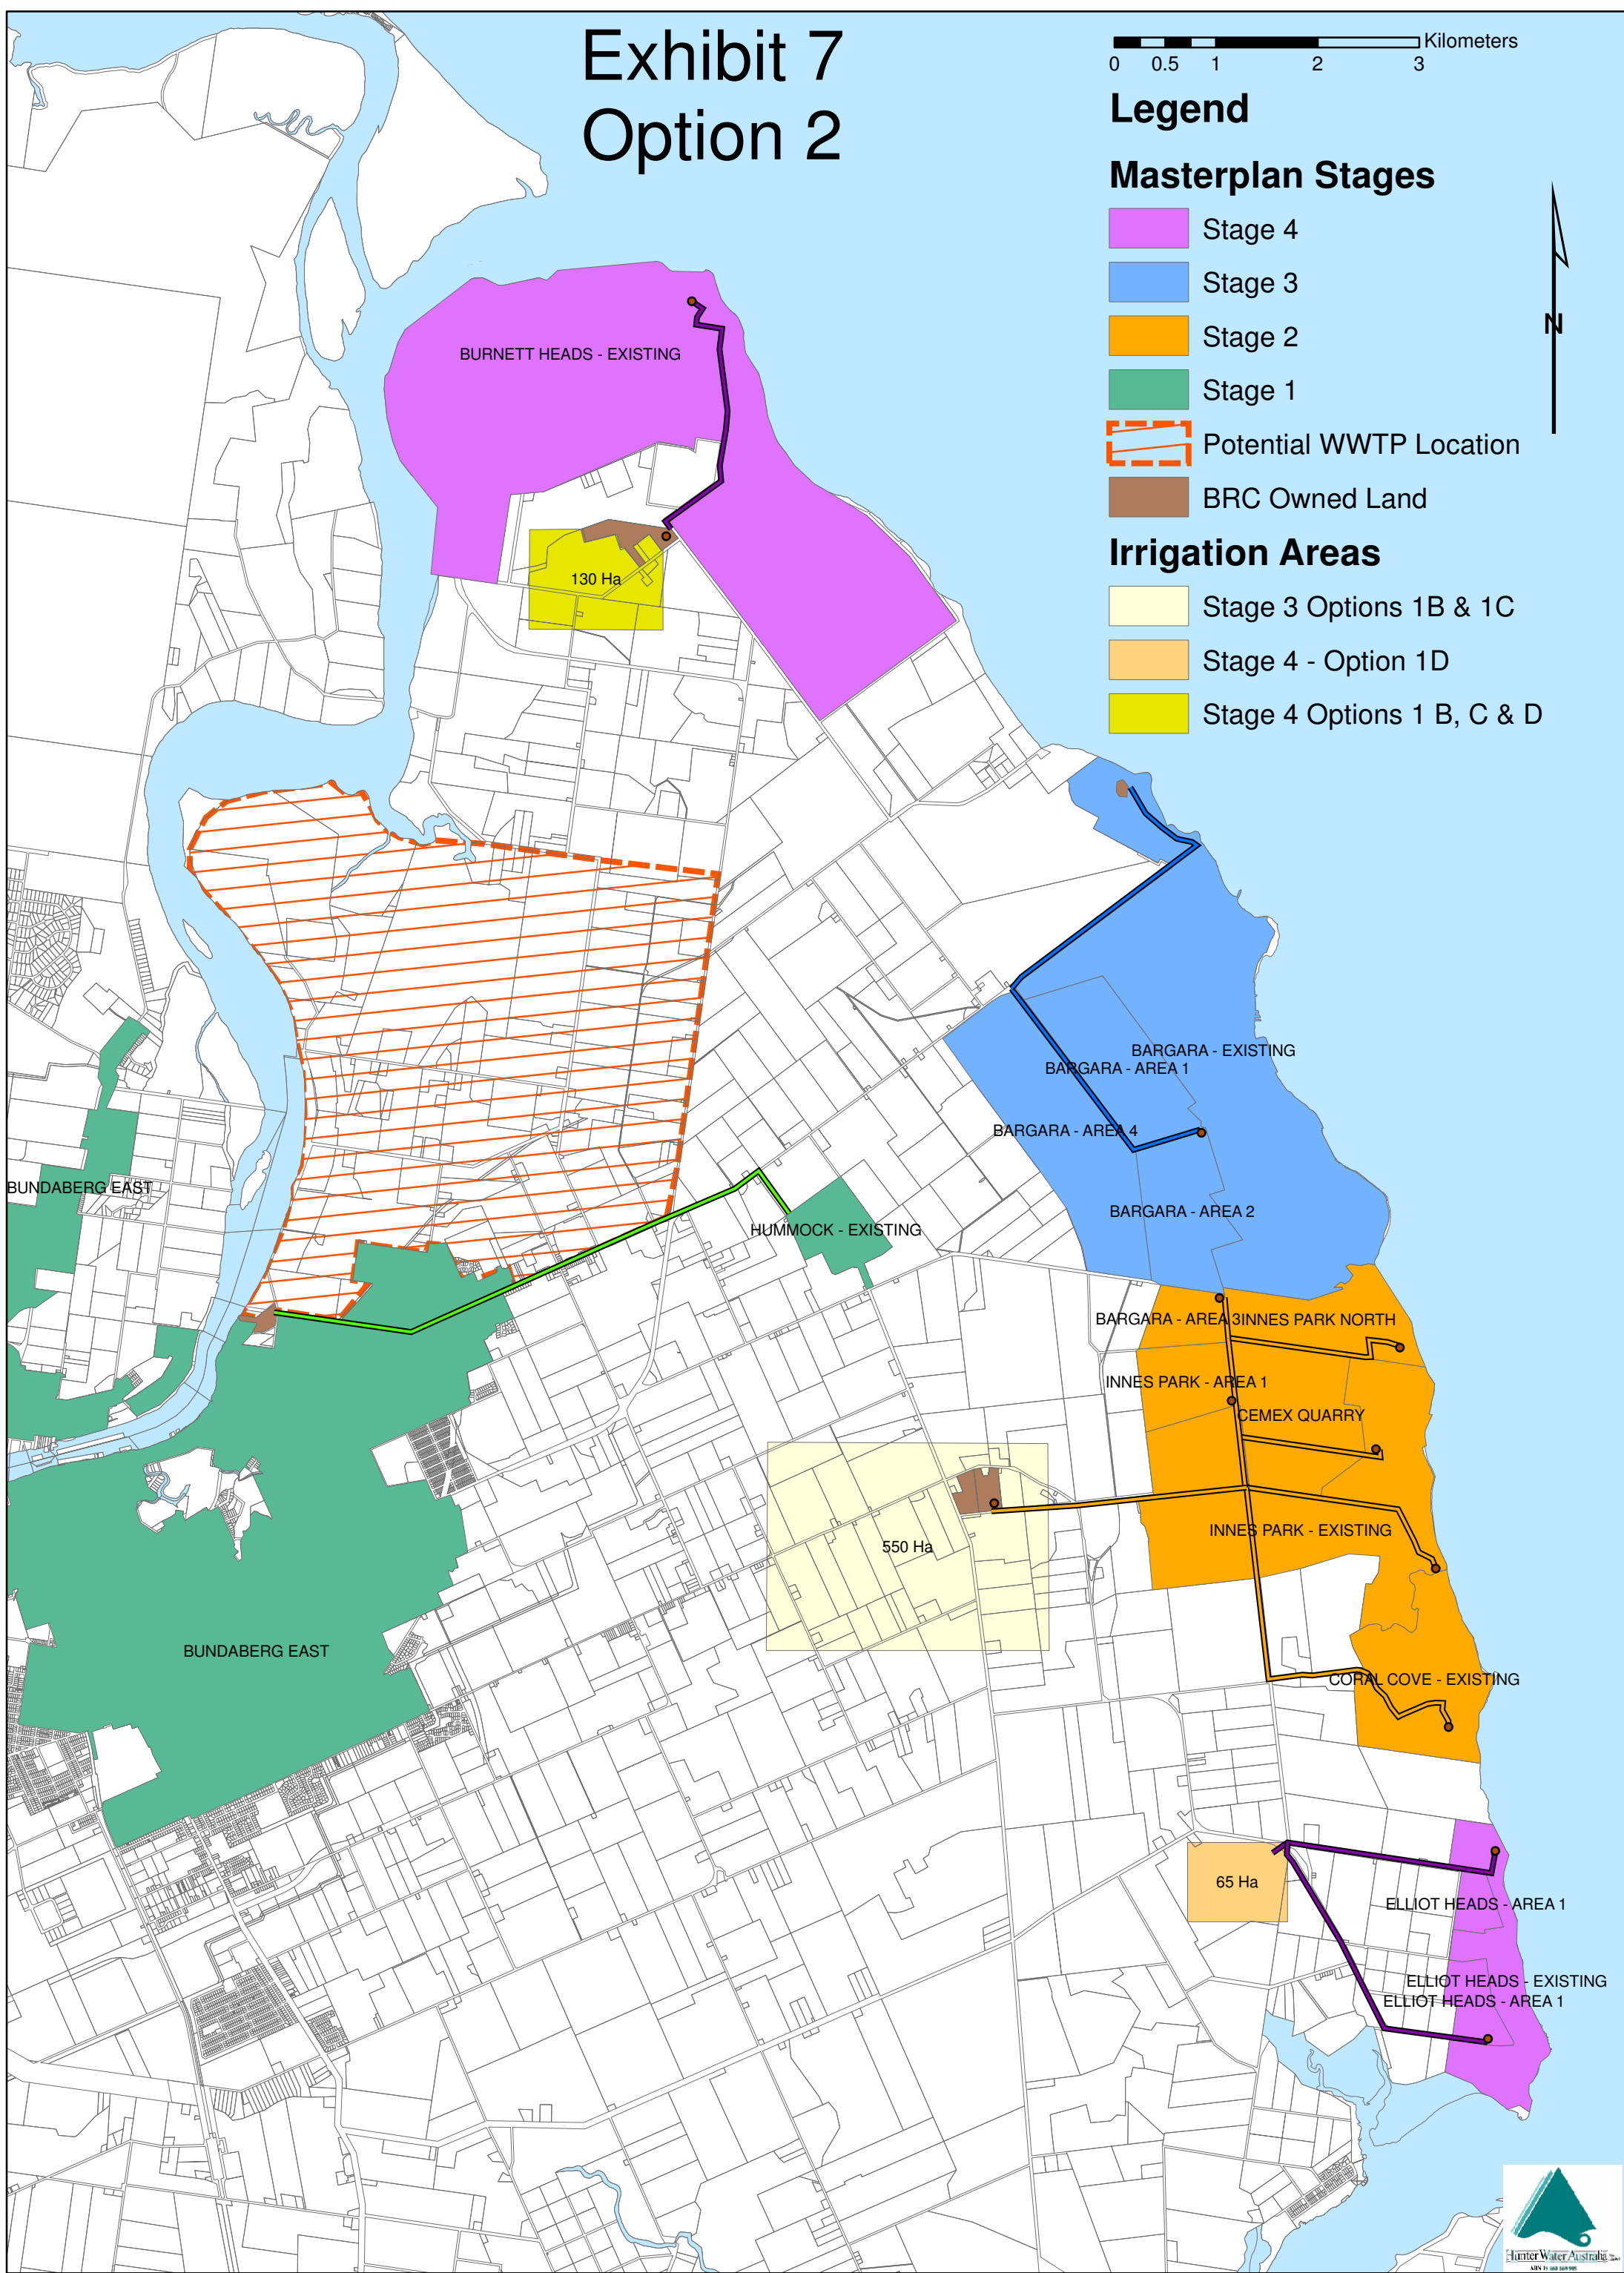 Exhibit 7
Option 2
Kilometers
0 0.5 1 2 3
Legend
Masterplan Stages
Stage 4
Stage 3
Stage 2
Stage 1
Potential WWTP Location
BRC Owned Land
Irrigation Areas
Stage 3 Options 1B & 1C
Stage 4 - Option 1D
Stage 4 Options 1 B, C & D
N
BURNETT HEADS - EXISTING
130 Ha
BARGARA - EXISTING
BARGARA - AREA 1
BARGARA - AREA 4
BUNDABERG EAST
BARGARA - AREA 2
HUMMOCK - EXISTING
BARGARA - AREA 3
INNES PARK NORTH
INNES PARK - AREA 1
CEMEX QUARRY
INNES PARK - EXISTING
550 Ha
BUNDABERG EAST
CORAL COVE - EXISTING
65 Ha
ELLIOT HEADS - AREA 1
ELLIOT HEADS - EXISTING
ELLIOT HEADS - AREA 1
Hunter Water Australia